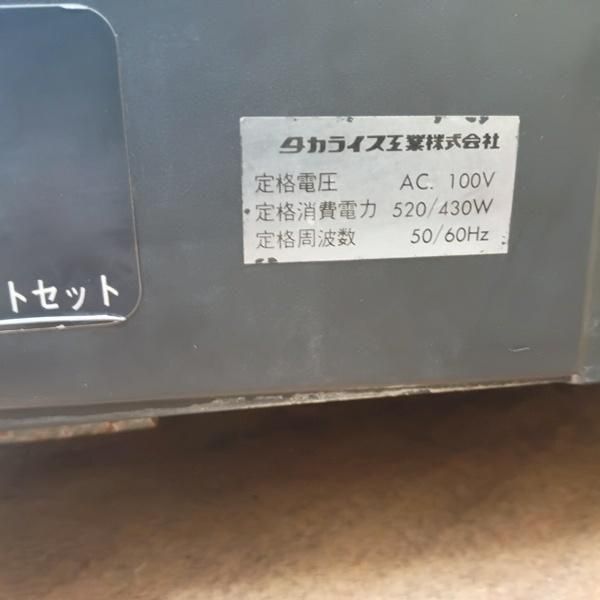 タカライス工業株式会社
定格電圧 AC. 100V
定格消費電力 520/430W
定格周波数 50/60Hz
トセット